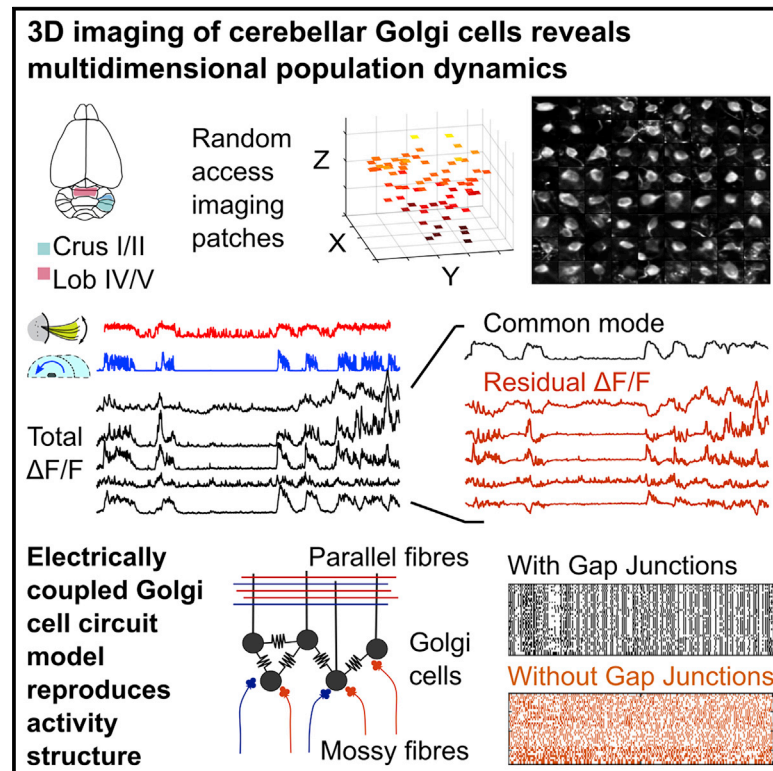 3D imaging of cerebellar Golgi cells reveals
multidimensional population dynamics
Random
access
imaging
patches
Z
X
Y
Crus I/II
Lob IV/V
Common mode
Residual ΔF/F
Total
ΔF/F
Electrically
coupled Golgi
cell circuit
model
reproduces
activity
structure
Parallel fibres
Golgi
cells
Mossy fibres
With Gap Junctions
Without Gap Junctions